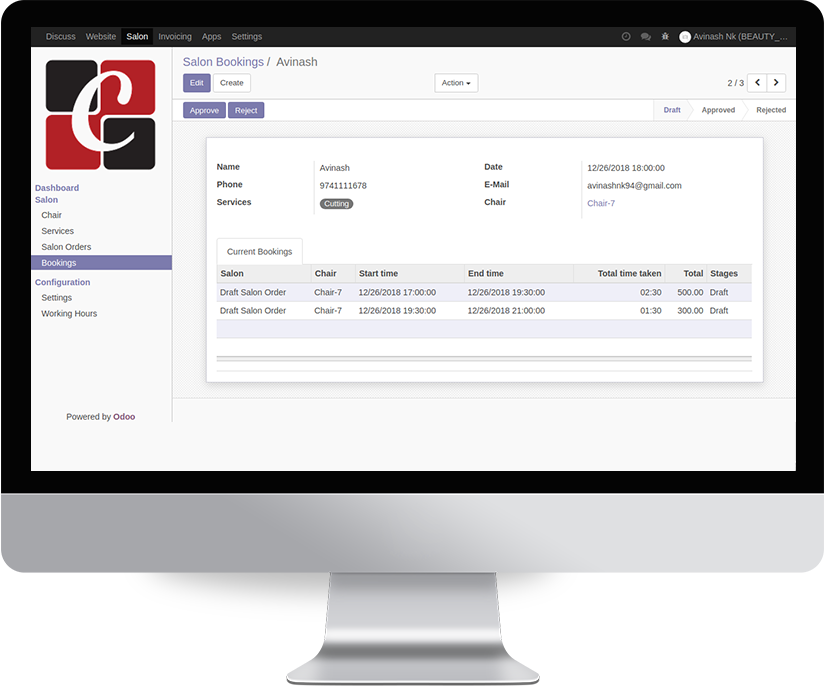 Discuss Website Salon Invoicing Apps Settings Avinash Nk (BEAUTY_...
C
Salon Bookings / Avinash
Edit Create Action 2 / 3
Approve Reject Draft Approved Rejected
Dashboard
Salon
Chair
Services
Salon Orders
Bookings
Configuration
Settings
Working Hours
Powered by Odoo
Name Avinash Date 12/26/2018 18:00:00
Phone 9741111678 E-Mail avinashnk94@gmail.com
Services Cutting Chair Chair-7
Current Bookings
Salon Chair Start time End time Total time taken Total Stages
Draft Salon Order Chair-7 12/26/2018 17:00:00 12/26/2018 19:30:00 02:30 500.00 Draft
Draft Salon Order Chair-7 12/26/2018 19:30:00 12/26/2018 21:00:00 01:30 300.00 Draft